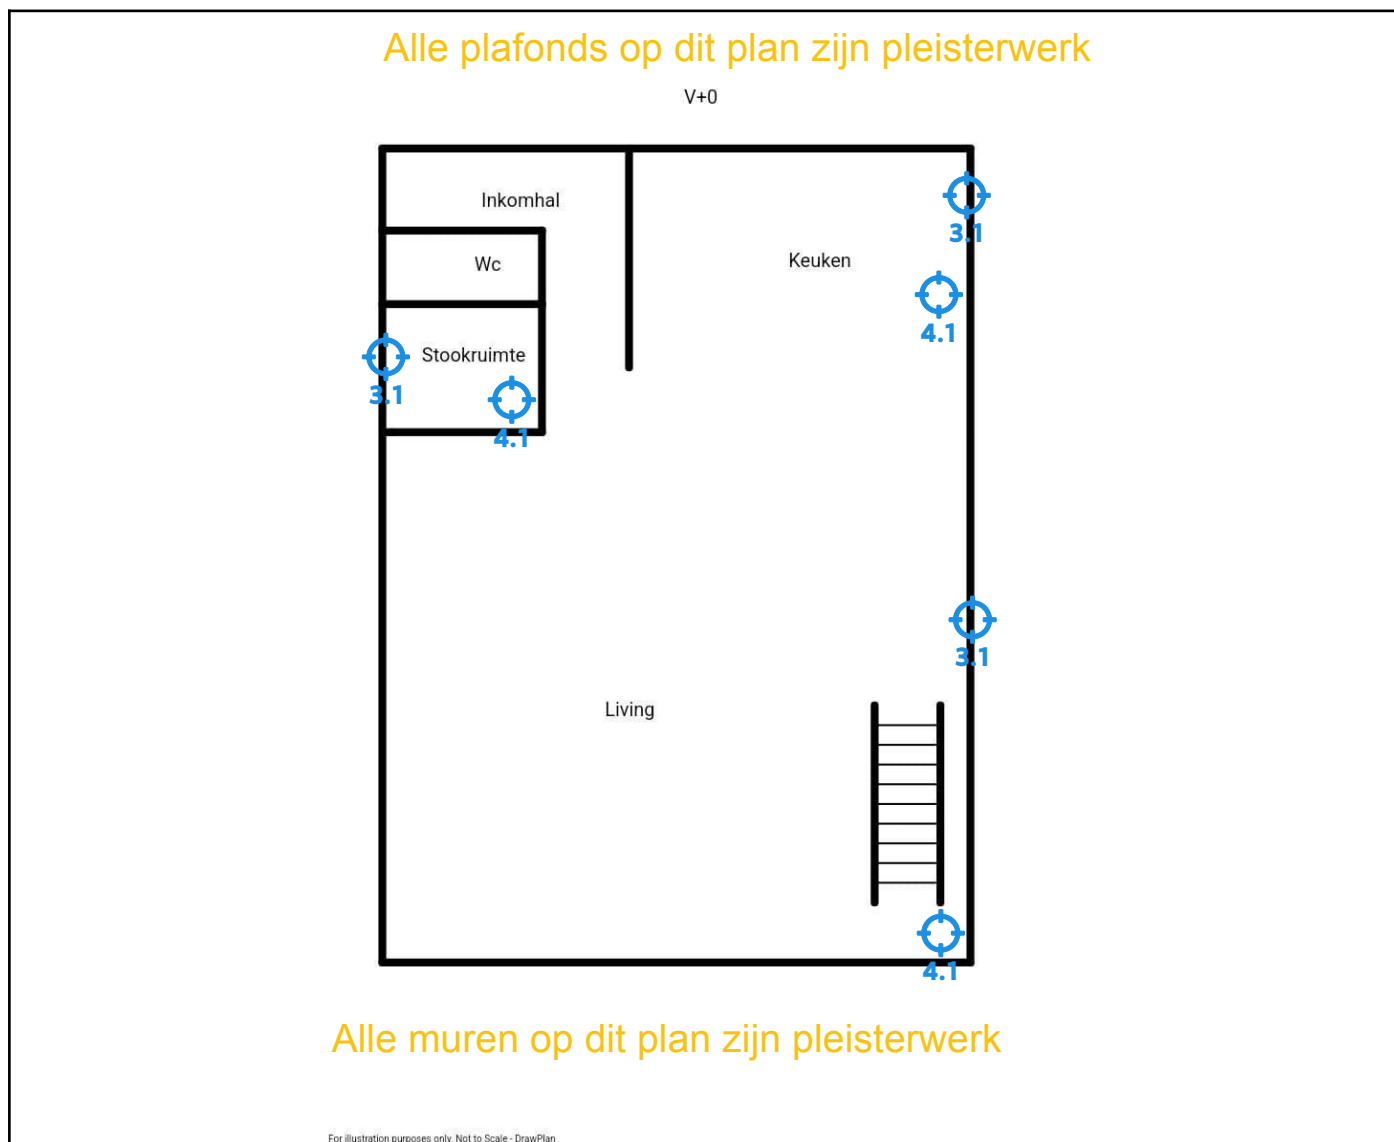 Alle plafonds op dit plan zijn pleisterwerk
V+0
Inkomhal
3.1
Keuken
Wc
4.1
Stookruimte
3.1
4.1
3.1
Living
4.1
Alle muren op dit plan zijn pleisterwerk
For illustration purposes only. Not to Scale - DrawPlan